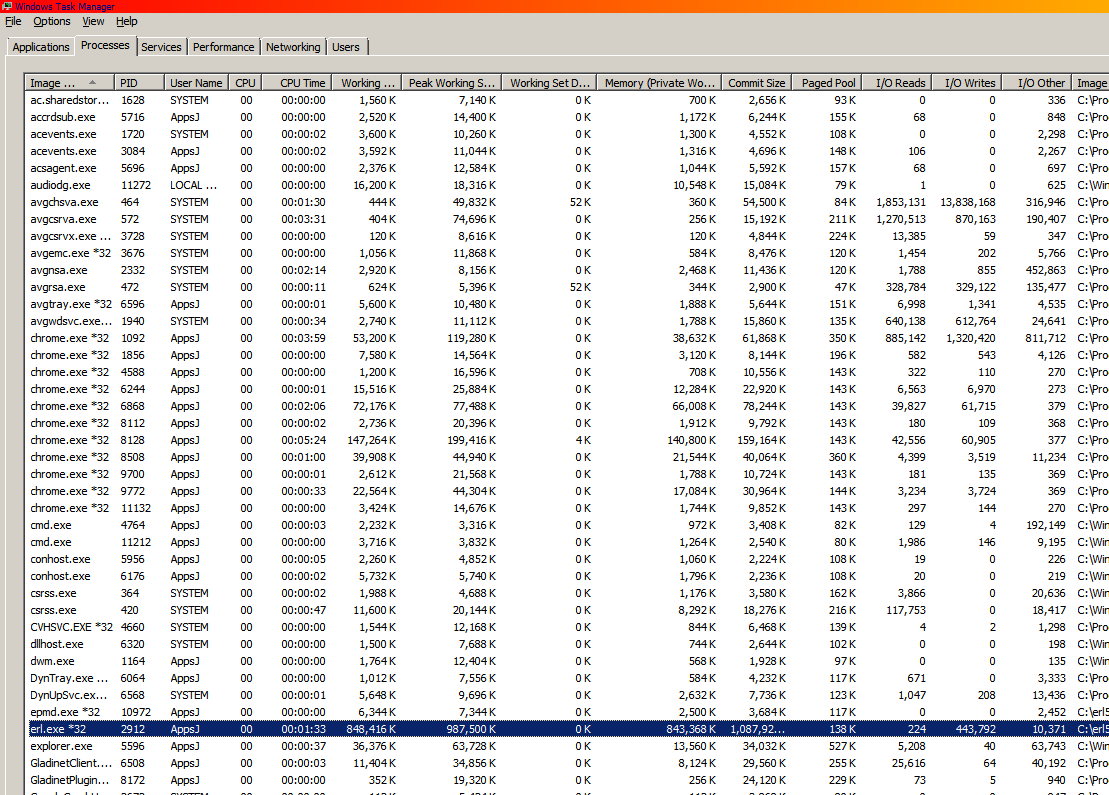 Windows Task Manager
File Options View Help
Applications Processes Services Performance Networking Users
Image ... PID User Name CPU CPU Time Working ... Peak Working S... Working Set D... Memory (Private Wo... Commit Size Paged Pool I/O Reads I/O Writes I/O Other Image
ac.sharedstor... 1628 SYSTEM 00 00:00:00 1,560 K 7,140 K 0 K 700 K 2,656 K 93 K 0 0 336 C:\Pro
accrdsub.exe 5716 AppsJ 00 00:00:00 2,520 K 14,400 K 0 K 1,172 K 6,244 K 155 K 68 0 848 C:\Pro
acevents.exe 1720 SYSTEM 00 00:00:02 3,600 K 10,260 K 0 K 1,300 K 4,552 K 108 K 0 0 2,298 C:\Pro
acevents.exe 3084 AppsJ 00 00:00:02 3,592 K 11,044 K 0 K 1,316 K 4,696 K 148 K 106 0 2,267 C:\Pro
acsagent.exe 5696 AppsJ 00 00:00:00 2,376 K 12,584 K 0 K 1,044 K 5,592 K 157 K 68 0 697 C:\Pro
audiodg.exe 11272 LOCAL ... 00 00:00:00 16,200 K 18,316 K 0 K 10,548 K 15,084 K 79 K 1 0 625 C:\Win
avgchsva.exe 464 SYSTEM 00 00:01:30 444 K 49,832 K 52 K 360 K 54,500 K 84 K 1,853,131 13,838,168 316,946 C:\Pro
avgcsrva.exe 572 SYSTEM 00 00:03:31 404 K 74,696 K 0 K 256 K 15,192 K 211 K 1,270,513 870,163 190,407 C:\Pro
avgcsrvx.exe ... 3728 SYSTEM 00 00:00:00 120 K 8,616 K 0 K 120 K 4,844 K 224 K 13,385 59 347 C:\Pro
avgemc.exe *32 3676 SYSTEM 00 00:00:00 1,056 K 11,868 K 0 K 584 K 8,476 K 120 K 1,454 202 5,766 C:\Pro
avgnsa.exe 2332 SYSTEM 00 00:02:14 2,920 K 8,156 K 0 K 2,468 K 11,436 K 120 K 1,788 855 452,863 C:\Pro
avgrsa.exe 472 SYSTEM 00 00:00:11 624 K 5,396 K 52 K 344 K 2,900 K 47 K 328,784 329,122 135,477 C:\Pro
avgtray.exe *32 6596 AppsJ 00 00:00:01 5,600 K 10,480 K 0 K 1,888 K 5,644 K 151 K 6,998 1,341 4,535 C:\Pro
avgwdsvc.exe... 1940 SYSTEM 00 00:00:34 2,740 K 11,112 K 0 K 1,788 K 15,860 K 135 K 640,138 612,764 24,641 C:\Pro
chrome.exe *32 1092 AppsJ 00 00:03:59 53,200 K 119,280 K 0 K 38,632 K 61,868 K 350 K 885,142 1,320,420 811,712 C:\Pro
chrome.exe *32 1856 AppsJ 00 00:00:00 7,580 K 14,564 K 0 K 3,120 K 8,144 K 196 K 582 543 4,126 C:\Pro
chrome.exe *32 4588 AppsJ 00 00:00:00 1,200 K 16,596 K 0 K 708 K 10,556 K 143 K 322 110 270 C:\Pro
chrome.exe *32 6244 AppsJ 00 00:00:01 15,516 K 25,884 K 0 K 12,284 K 22,920 K 143 K 6,563 6,970 273 C:\Pro
chrome.exe *32 6868 AppsJ 00 00:02:06 72,176 K 77,488 K 0 K 66,008 K 78,244 K 143 K 39,827 61,715 379 C:\Pro
chrome.exe *32 8112 AppsJ 00 00:00:02 2,736 K 20,396 K 0 K 1,912 K 9,792 K 143 K 180 109 368 C:\Pro
chrome.exe *32 8128 AppsJ 00 00:05:24 147,264 K 199,416 K 4 K 140,800 K 159,164 K 143 K 42,556 60,905 377 C:\Pro
chrome.exe *32 8508 AppsJ 00 00:01:00 39,908 K 44,940 K 0 K 21,544 K 40,064 K 360 K 4,399 3,519 11,234 C:\Pro
chrome.exe *32 9700 AppsJ 00 00:00:01 2,612 K 21,568 K 0 K 1,788 K 10,724 K 143 K 181 135 369 C:\Pro
chrome.exe *32 9772 AppsJ 00 00:00:33 22,564 K 44,304 K 0 K 17,084 K 30,964 K 144 K 3,234 3,724 369 C:\Pro
chrome.exe *32 11132 AppsJ 00 00:00:00 3,424 K 14,676 K 0 K 1,744 K 9,852 K 143 K 297 144 270 C:\Pro
cmd.exe 4764 AppsJ 00 00:00:03 2,232 K 3,316 K 0 K 972 K 3,408 K 82 K 129 4 192,149 C:\Win
cmd.exe 11212 AppsJ 00 00:00:00 3,716 K 3,832 K 0 K 1,264 K 2,540 K 80 K 1,986 146 9,195 C:\Win
conhost.exe 5956 AppsJ 00 00:00:05 2,260 K 4,852 K 0 K 1,060 K 2,224 K 108 K 19 0 226 C:\Win
conhost.exe 6176 AppsJ 00 00:00:02 5,732 K 5,740 K 0 K 1,796 K 2,236 K 108 K 20 0 219 C:\Win
csrss.exe 364 SYSTEM 00 00:00:02 1,988 K 4,688 K 0 K 1,176 K 3,580 K 162 K 3,866 0 20,636 C:\Win
csrss.exe 420 SYSTEM 00 00:00:47 11,600 K 20,144 K 0 K 8,292 K 18,276 K 216 K 117,753 0 18,417 C:\Win
CVHSVC.EXE *32 4660 SYSTEM 00 00:00:00 1,544 K 12,168 K 0 K 844 K 6,468 K 139 K 4 2 1,298 C:\Pro
dllhost.exe 6320 SYSTEM 00 00:00:00 1,500 K 7,688 K 0 K 744 K 2,644 K 102 K 0 0 198 C:\Win
dwm.exe 1164 AppsJ 00 00:00:00 1,764 K 12,404 K 0 K 568 K 1,928 K 97 K 0 0 135 C:\Win
DynTray.exe ... 6064 AppsJ 00 00:00:00 1,012 K 7,556 K 0 K 584 K 4,232 K 117 K 671 0 3,333 C:\Pro
DynUpSvc.ex... 6568 SYSTEM 00 00:00:01 5,648 K 9,696 K 0 K 2,632 K 7,736 K 123 K 1,047 208 13,436 C:\Pro
epmd.exe *32 10972 AppsJ 00 00:00:00 6,344 K 7,344 K 0 K 2,500 K 3,684 K 117 K 0 0 2,452 C:\erl5
erl.exe *32 2912 AppsJ 00 00:01:33 848,416 K 987,500 K 0 K 843,368 K 1,087,92... 138 K 224 443,792 10,371 C:\erl5
explorer.exe 5596 AppsJ 00 00:00:37 36,376 K 63,728 K 0 K 13,560 K 34,032 K 527 K 5,208 40 63,743 C:\Win
GladinetClient.... 6508 AppsJ 00 00:00:03 11,404 K 34,856 K 0 K 8,124 K 29,560 K 255 K 25,616 64 40,192 C:\Pro
GladinetPlugin... 8172 AppsJ 00 00:00:00 352 K 19,320 K 0 K 256 K 24,120 K 229 K 73 5 940 C:\Pro